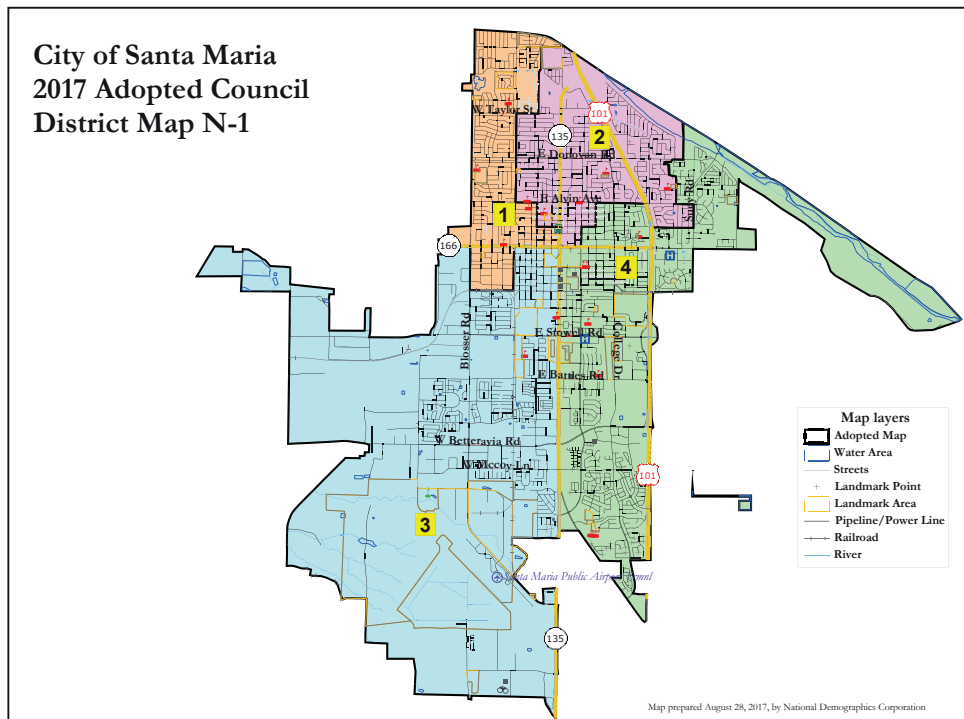 City of Santa Maria
2017 Adopted Council
District Map N-1
W Taylor St
101
135
2
E Donovan Rd
E Alvin Ave
1
166
H
4
Blosser Rd
E Stowell Rd
H
College Dr
E Battles Rd
W Betteravia Rd
W Mccoy Ln
101
3
Santa Maria Public Airport
135
Map layers
Adopted Map
Water Area
Streets
Landmark Point
Landmark Area
Pipeline/Power Line
Railroad
River
Map prepared August 28, 2017, by National Demographics Corporation